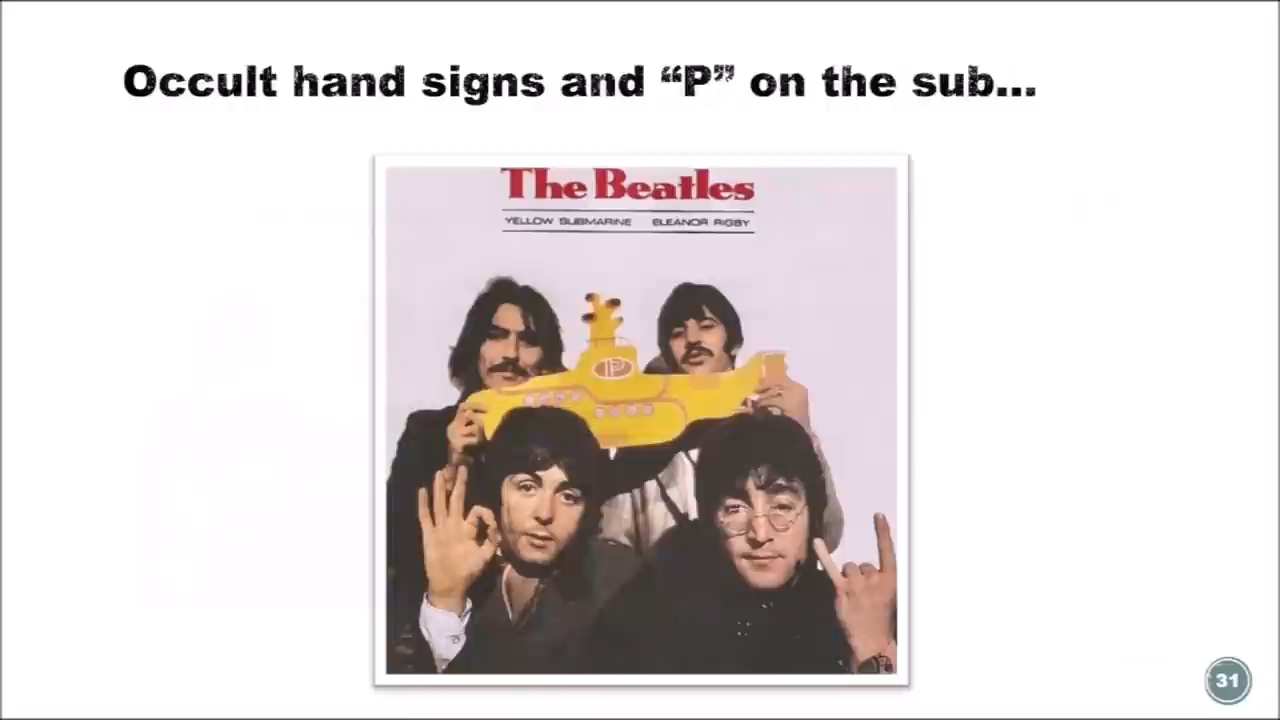 Occult hand signs and “P” on the sub...
The Beatles
YELLOW SUBMARINE ELEANOR RIGBY
P
31